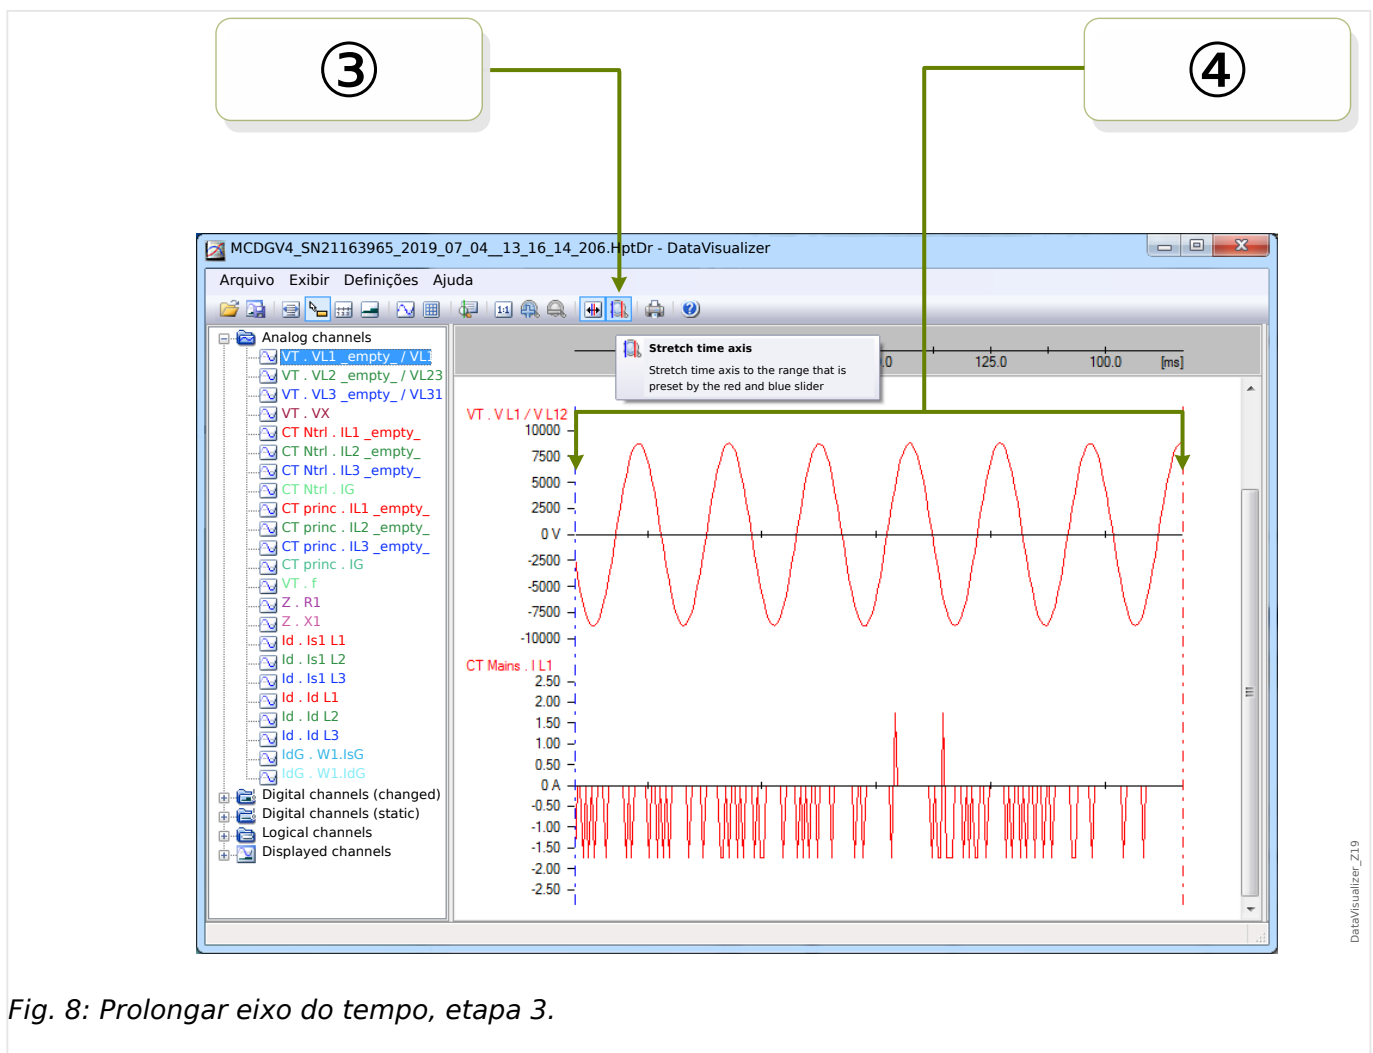 ③
④
MCDGV4_SN21163965_2019_07_04__13_16_14_206.HptDr - DataVisualizer
Arquivo Exibir Definições Ajuda
1:1
Analog channels
VT . VL1 _empty_ / VL1
VT . VL2 _empty_ / VL23
VT . VL3 _empty_ / VL31
VT . VX
CT Ntrl . IL1 _empty_
CT Ntrl . IL2 _empty_
CT Ntrl . IL3 _empty_
CT Ntrl . IG
CT princ . IL1 _empty_
CT princ . IL2 _empty_
CT princ . IL3 _empty_
CT princ . IG
VT . f
Z . R1
Z . X1
Id . Is1 L1
Id . Is1 L2
Id . Is1 L3
Id . Id L1
Id . Id L2
Id . Id L3
IdG . W1.IsG
IdG . W1.IdG
Digital channels (changed)
Digital channels (static)
Logical channels
Displayed channels
.0 125.0 100.0 [ms]
Stretch time axis
Stretch time axis to the range that is
preset by the red and blue slider
VT . V L1 / V L12
10000
7500
5000
2500
0 V
-2500
-5000
-7500
-10000
CT Mains . I L1
2.50
2.00
1.50
1.00
0.50
0 A
-0.50
-1.00
-1.50
-2.00
-2.50
DataVisualizer_Z19
Fig. 8: Prolongar eixo do tempo, etapa 3.